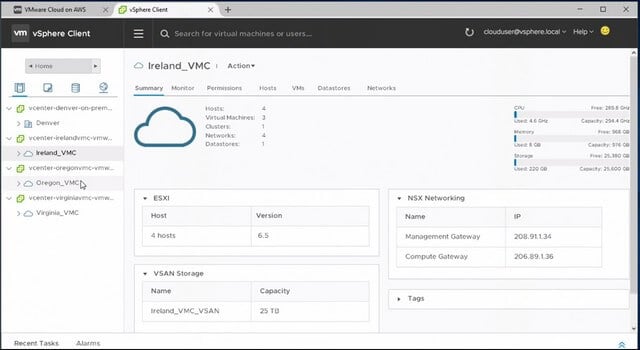 VMware Cloud on AWS
vSphere Client
vm vSphere Client
Search for virtual machines or users...
clouduser@vsphere.local
Help
Home
vcenter-denver-on-prem...
Denver
vcenter-irelandvmc-vmw...
Ireland_VMC
vcenter-oregonvmc-vmw...
Oregon_VMC
vcenter-virginiavmc-vmw...
Virginia_VMC
Ireland_VMC
Action
Summary Monitor Permissions Hosts VMs Datastores Networks
Hosts: 4
Virtual Machines: 3
Clusters: 1
Networks: 4
Datastores: 1
CPU Free:
Used: 4.6 GHz. Capacity: 294.4 GHz
Memory Free: 568 GB
Used: 8 GB Capacity: 576 GB
Storage Free: 25,380 GB
Used: 220 GB Capacity: 25,600 GB
ESXi
Host Version
4 hosts 6.5
VSAN Storage
Name Capacity
Ireland_VMC_VSAN 25 TB
NSX Networking
Name IP
Management Gateway 208.91.1.34
Compute Gateway 206.89.1.36
Tags
Recent Tasks Alarms